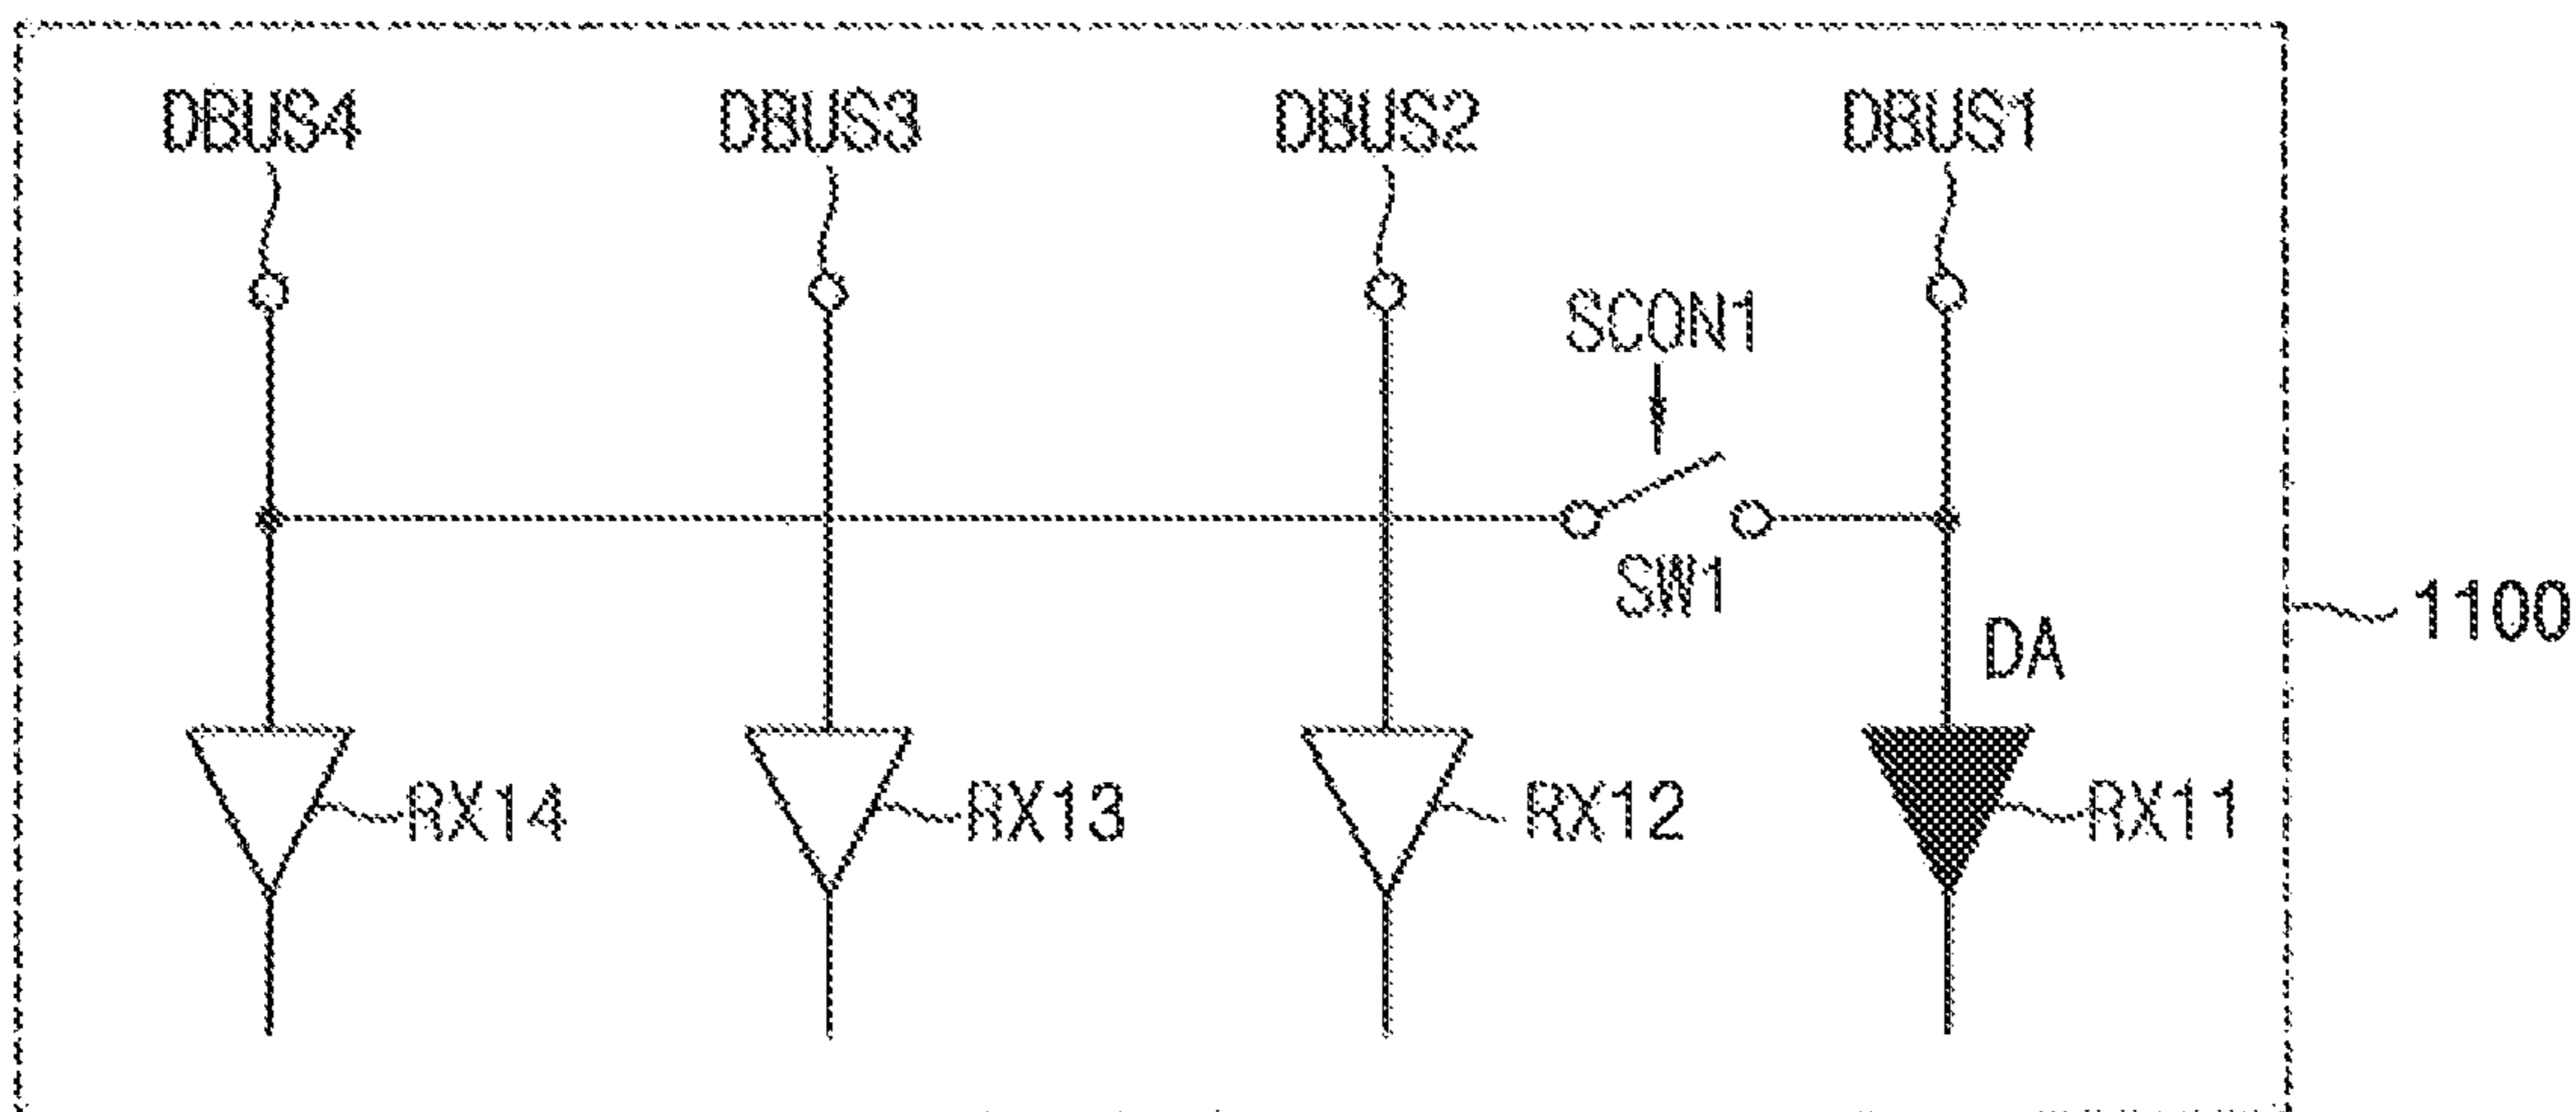 DBUS4 DBUS3 DBUS2 DBUS1
SCON1
SW1
1100
DA
RX14 RX13 RX12 RX11